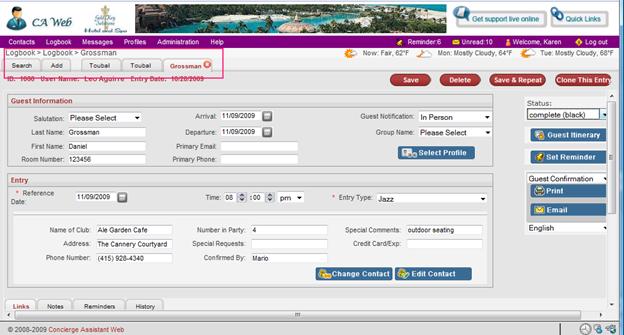 CA Web
Hotel and Spa
Get support live online
Quick Links
Contacts Logbook Messages Profiles Administration Help
Reminder:6 Unread:10 Welcome, Karen Log out
Logbook > Logbook > Grossman
Now: Fair, 62°F Mon: Mostly Cloudy, 64°F Tue: Mostly Cloudy, 68°F
Search Add Toubal Toubal Grossman
ID: 1088 User Name: Leo Aguirre Entry Date: 10/20/2009
Save Delete Save & Repeat Clone This Entry
Guest Information
Salutation: Please Select
Arrival: 11/09/2009
Guest Notification: In Person
Last Name: Grossman
Departure: 11/09/2009
Group Name: Please Select
First Name: Daniel
Primary Email:
Select Profile
Room Number: 123456
Primary Phone:
Status:
complete (black)
Guest Itinerary
Set Reminder
Guest Confirmation
Print
Email
English
Entry
* Reference Date: 11/09/2009
Time: 08 :00 pm
* Entry Type: Jazz
Name of Club: Ale Garden Cafe
Number in Party: 4
Special Comments: outdoor seating
Address: The Cannery Courtyard
Special Requests:
Credit Card/Exp:
Phone Number: (415) 928-4340
Confirmed By: Mario
Change Contact Edit Contact
Links Notes Reminders History
© 2008-2009 Concierge Assistant Web